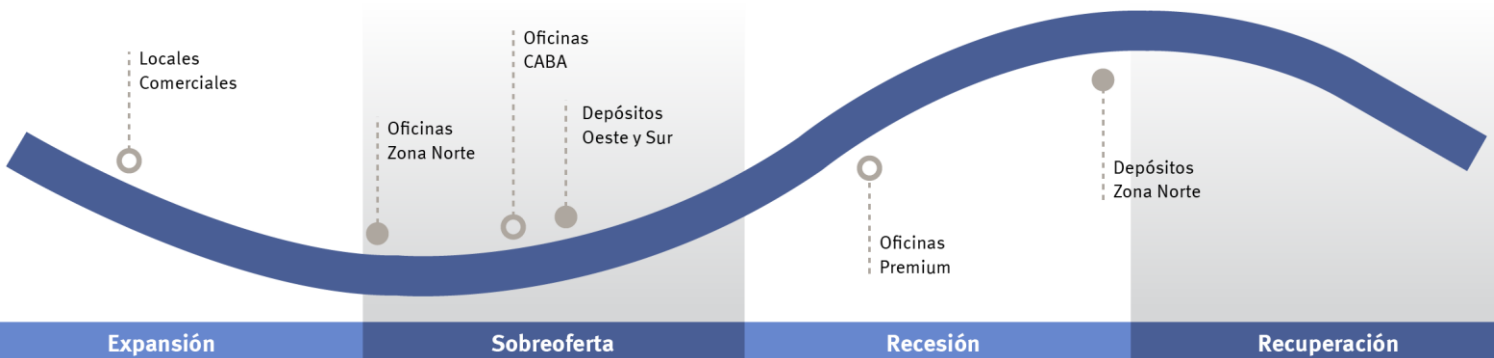 Locales
Comerciales
Oficinas
Zona Norte
Oficinas
CABA
Depósitos
Oeste y Sur
Oficinas
Premium
Depósitos
Zona Norte
Expansión
Sobreoferta
Recesión
Recuperación